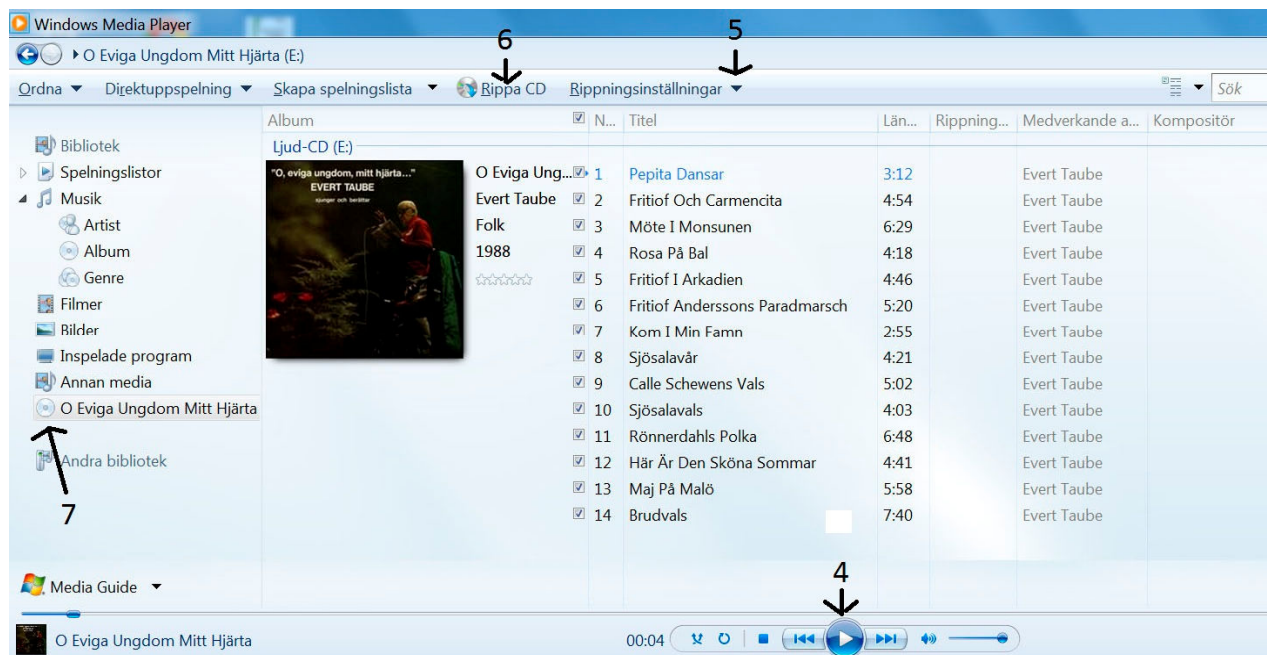 Windows Media Player
O Eviga Ungdom Mitt Hjärta (E:)
6
5
Ordna Direktuppspelning Skapa spelningslista Rippa CD Rippningsinställningar Sök
Album N... Titel Län... Rippning... Medverkande a... Kompositör
Bibliotek
Spelningslistor
Musik
Artist
Album
Genre
Filmer
Bilder
Inspelade program
Annan media
O Eviga Ungdom Mitt Hjärta
Andra bibliotek
7
Ljud-CD (E:)
"O, eviga ungdom, mitt hjärta..."
EVERT TAUBE
sjunger och berättar
O Eviga Ung...
Evert Taube
Folk
1988
1 Pepita Dansar 3:12 Evert Taube
2 Fritiof Och Carmencita 4:54 Evert Taube
3 Möte I Monsunen 6:29 Evert Taube
4 Rosa På Bal 4:18 Evert Taube
5 Fritiof I Arkadien 4:46 Evert Taube
6 Fritiof Anderssons Paradmarsch 5:20 Evert Taube
7 Kom I Min Famn 2:55 Evert Taube
8 Sjösalavår 4:21 Evert Taube
9 Calle Schewens Vals 5:02 Evert Taube
10 Sjösalavals 4:03 Evert Taube
11 Rönnerdahls Polka 6:48 Evert Taube
12 Här Är Den Sköna Sommar 4:41 Evert Taube
13 Maj På Malö 5:58 Evert Taube
14 Brudvals 7:40 Evert Taube
Media Guide
4
O Eviga Ungdom Mitt Hjärta
00:04